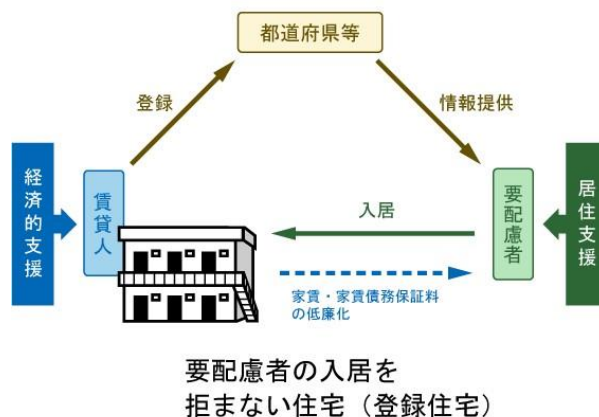 都道府県等
登録
情報提供
経済的支援
賃貸人
入居
要配慮者
居住支援
家賃・家賃債務保証料
の低廉化
要配慮者の入居を
拒まない住宅（登録住宅）